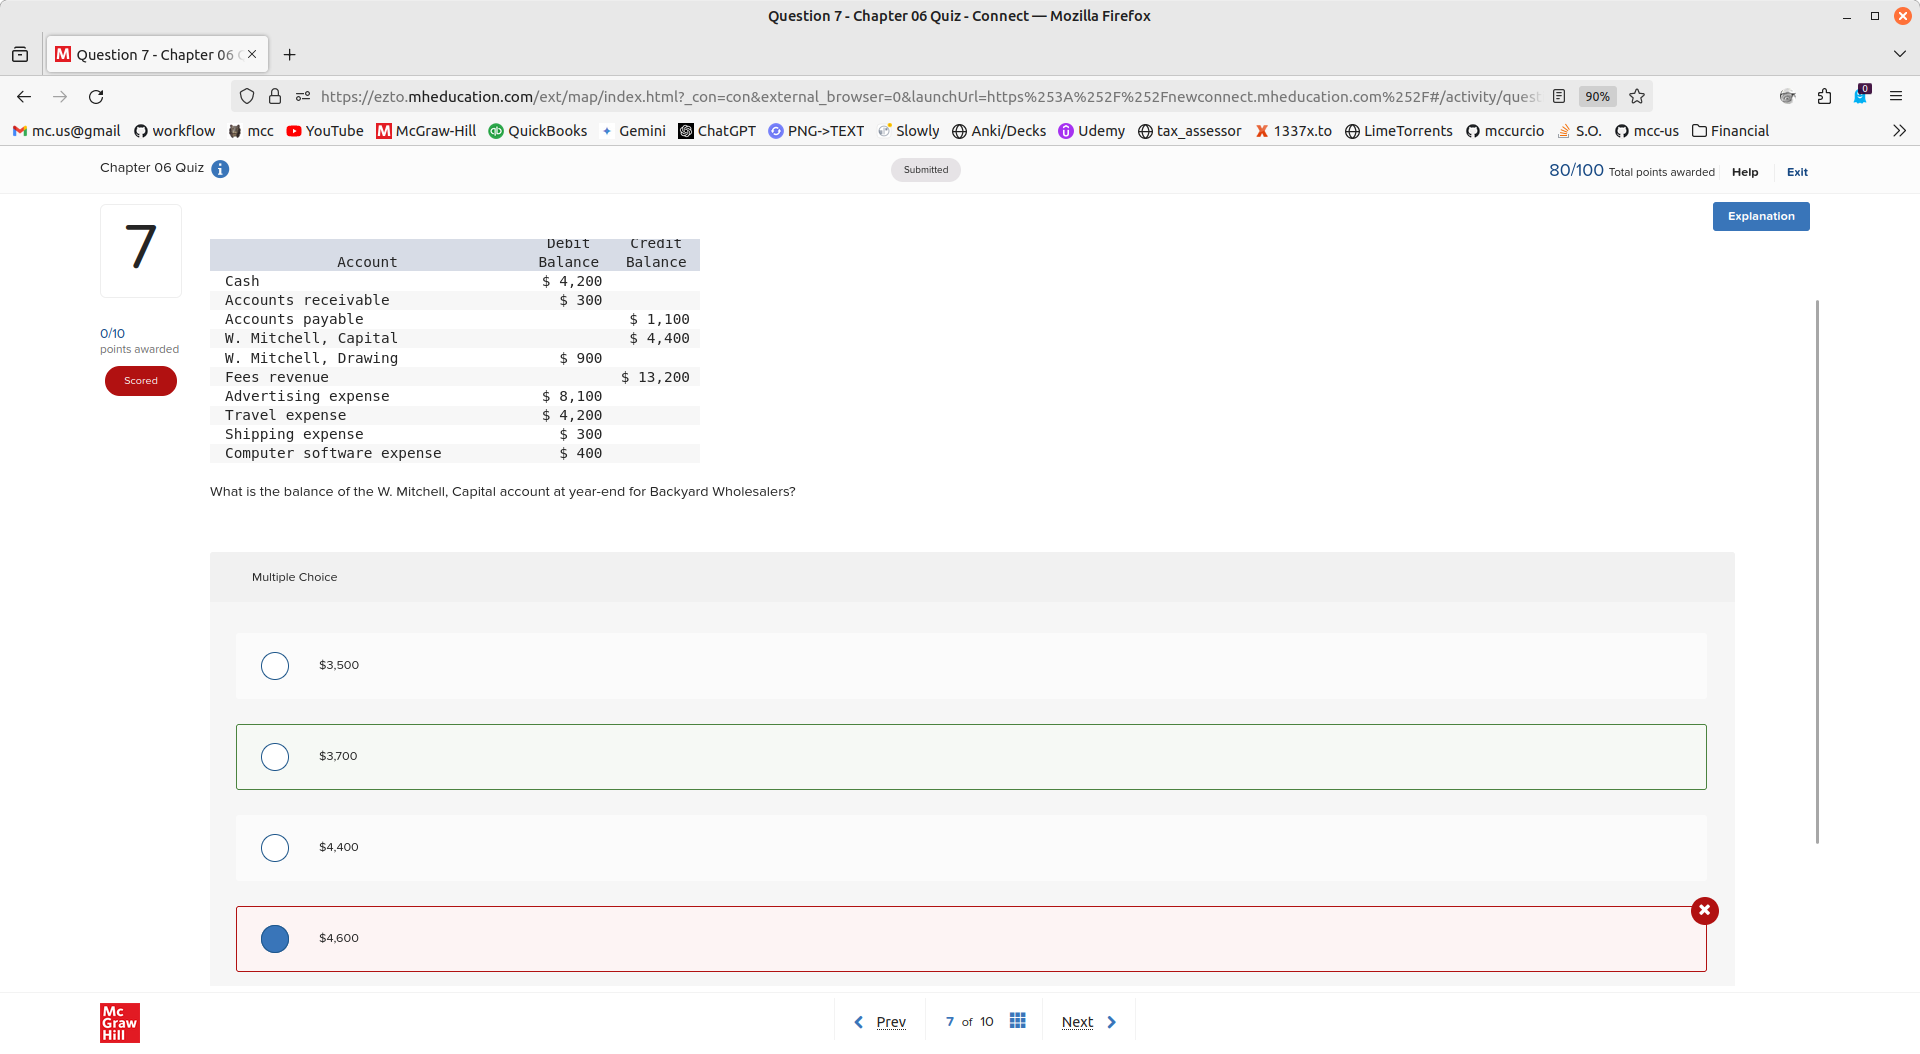 Question 7 - Chapter 06 Quiz - Connect — Mozilla Firefox
Question 7 - Chapter 06
https://ezto.mheducation.com/ext/map/index.html?_con=con&external_browser=0&launchUrl=https%253A%252F%252Fnewconnect.mheducation.com%252F#/activity/quest
90%
0
mc.us@gmail workflow mcc YouTube McGraw-Hill QuickBooks Gemini ChatGPT PNG->TEXT Slowly Anki/Decks Udemy tax_assessor 1337x.to LimeTorrents mccurcio S.O. mcc-us Financial
Chapter 06 Quiz
Submitted
80/100 Total points awarded Help Exit
7
Explanation
0/10
points awarded
Scored
Debit Credit
Account Balance Balance
Cash $ 4,200
Accounts receivable $ 300
Accounts payable $ 1,100
W. Mitchell, Capital $ 4,400
W. Mitchell, Drawing $ 900
Fees revenue $ 13,200
Advertising expense $ 8,100
Travel expense $ 4,200
Shipping expense $ 300
Computer software expense $ 400
What is the balance of the W. Mitchell, Capital account at year-end for Backyard Wholesalers?
Multiple Choice
$3,500
$3,700
$4,400
$4,600
Mc
Graw
Hill
Prev 7 of 10 Next